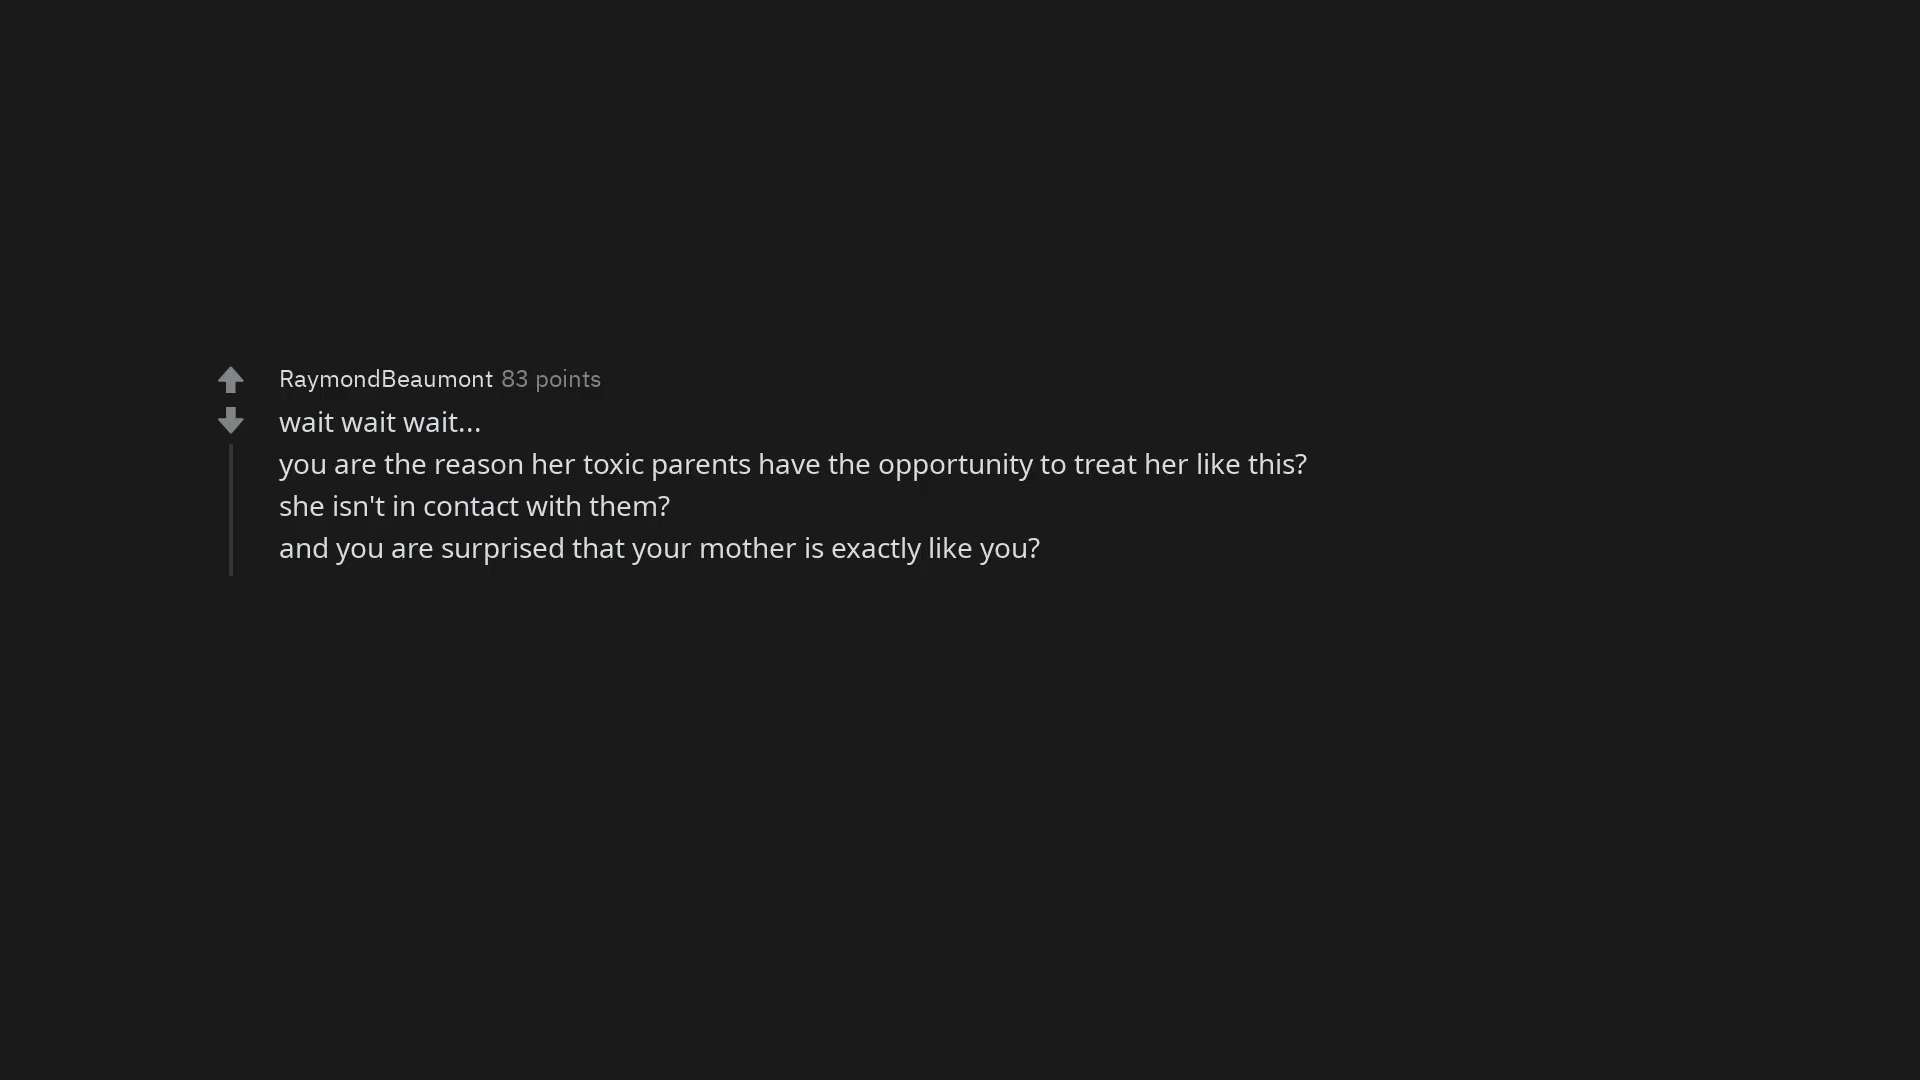 RaymondBeaumont 83 points
wait wait wait...
you are the reason her toxic parents have the opportunity to treat her like this?
she isn't in contact with them?
and you are surprised that your mother is exactly like you?